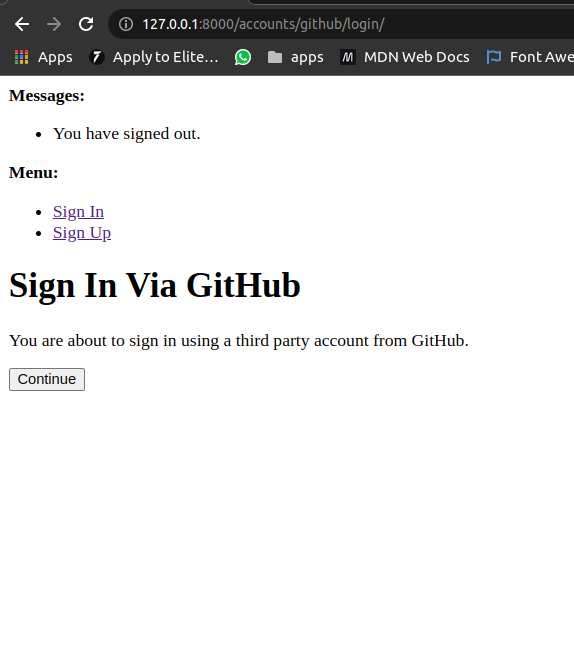 127.0.0.1:8000/accounts/github/login/
Apps Apply to Elite... apps MDN Web Docs Font Awe
Messages:
You have signed out.
Menu:
Sign In
Sign Up
Sign In Via GitHub
You are about to sign in using a third party account from GitHub.
Continue